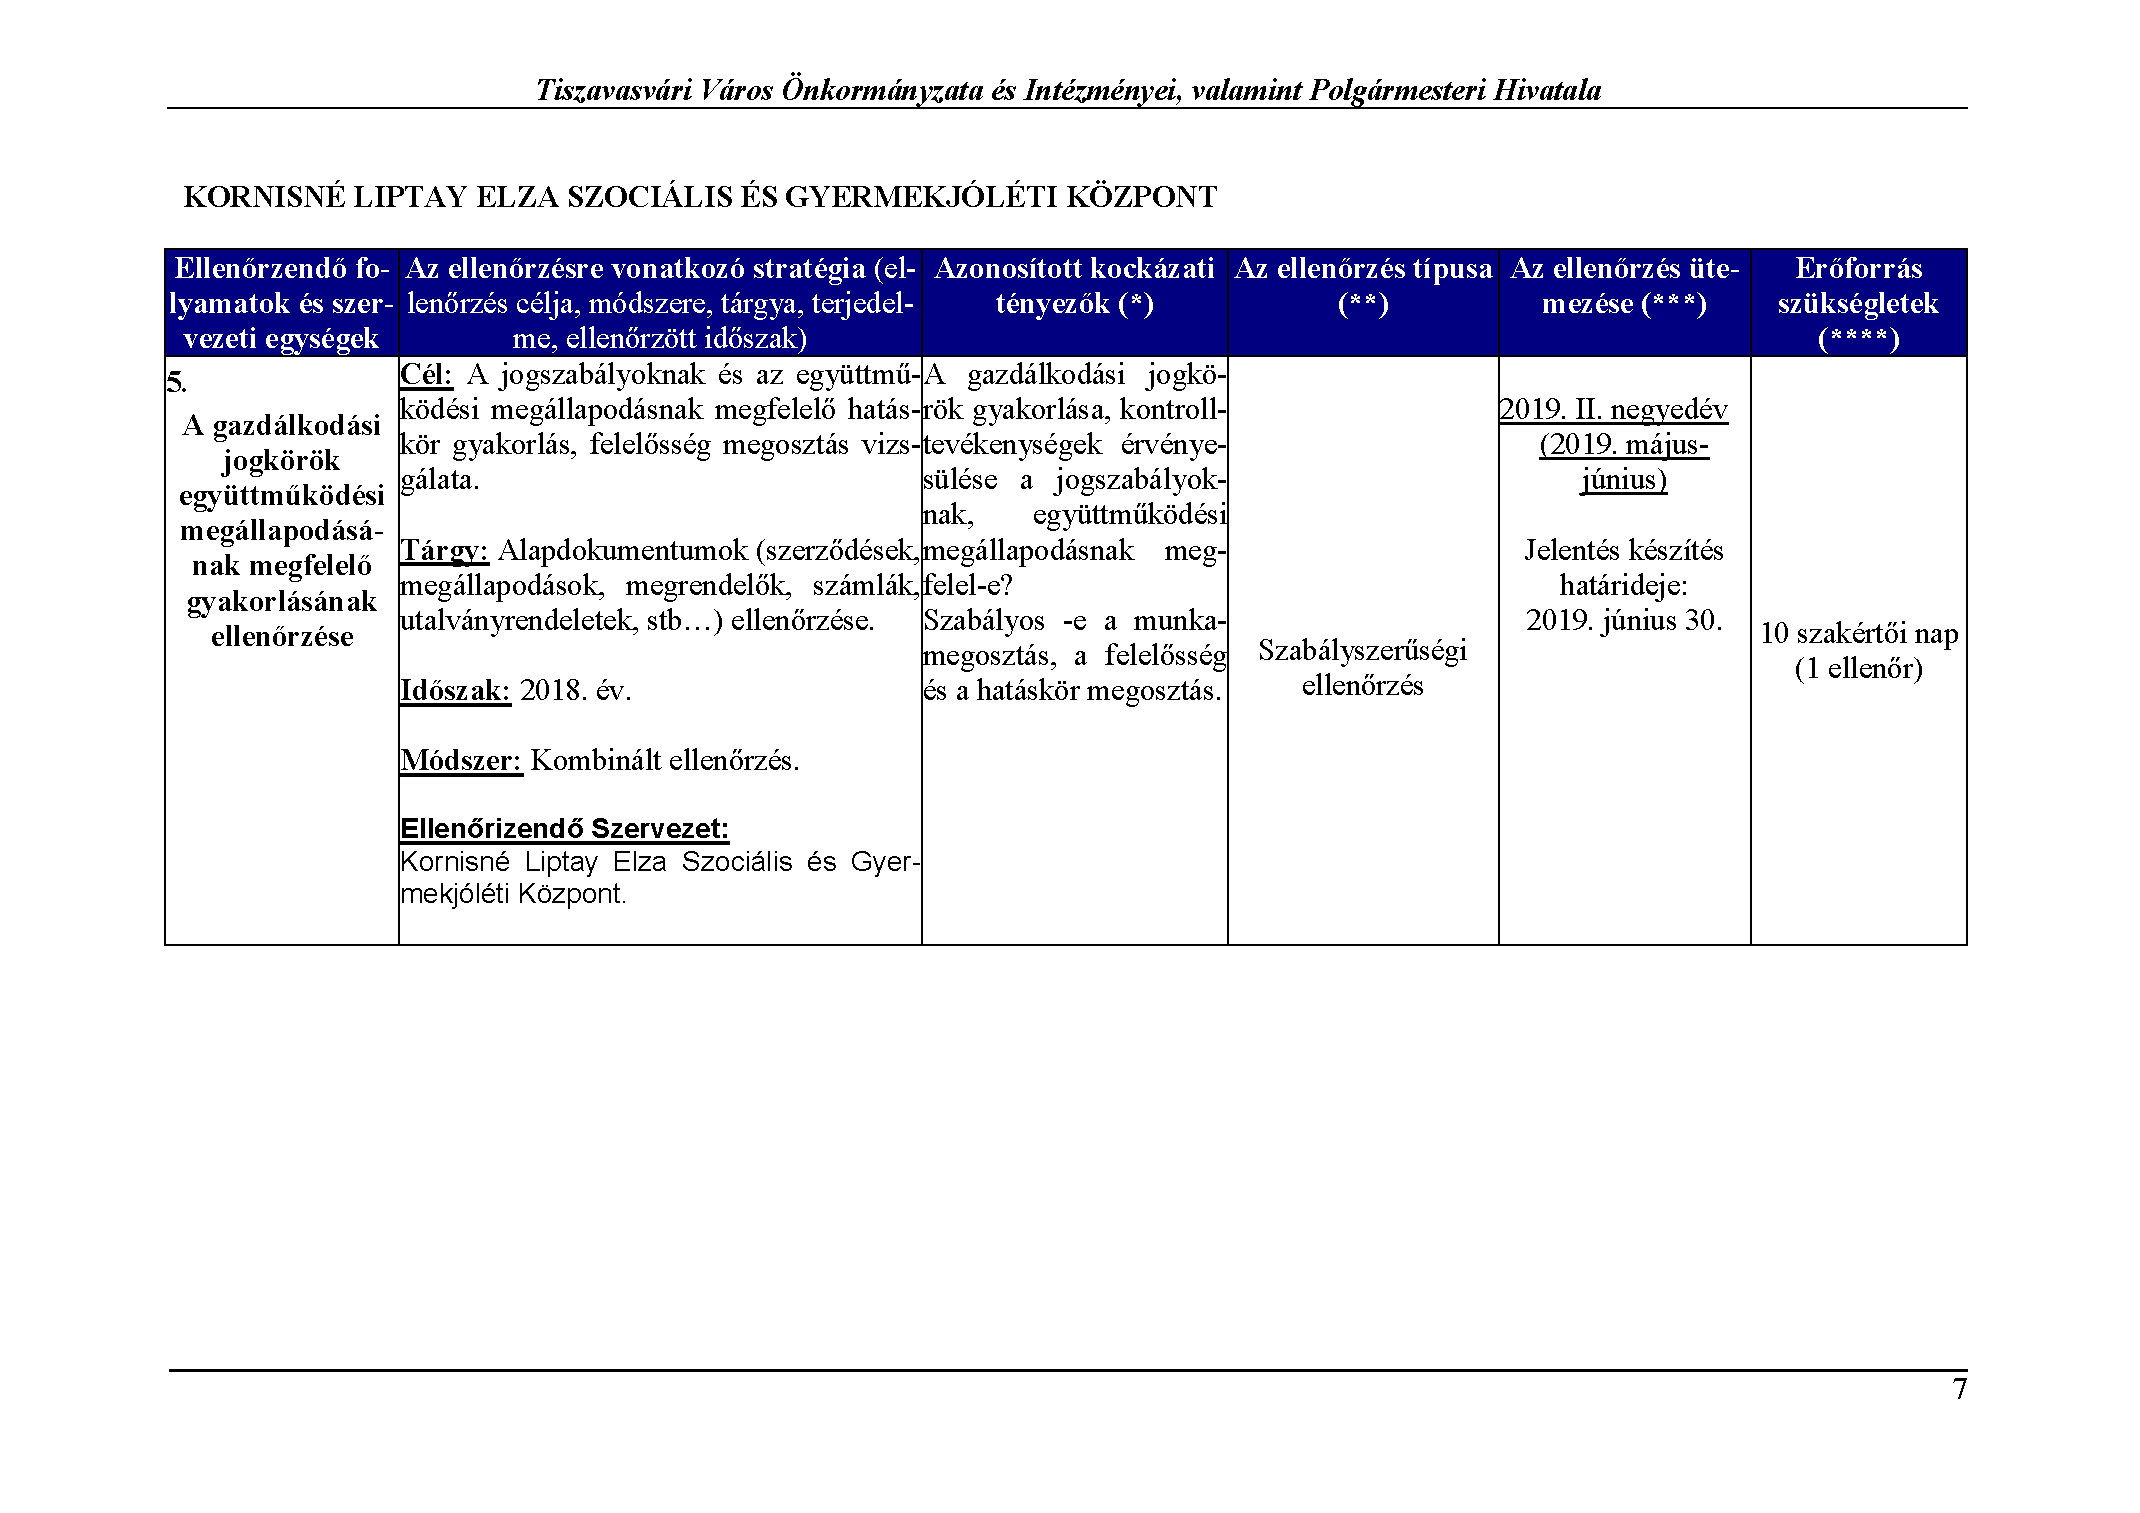 Tiszavasvári Város Önkormányzata és Intézményei, valamint Polgármesteri Hivatala
KORNISNÉ LIPTAY ELZA SZOCIÁLIS ÉS GYERMEKJÓLÉTI KÖZPONT
Ellenőrzendő fo-
lyamatok és szer-
vezeti egységek
Az ellenőrzésre vonatkozó stratégia (el-
lenőrzés célja, módszere, tárgya, terjedel-
me, ellenőrzött időszak)
Azonosított kockázati
tényezők (*)
Az ellenőrzés típusa
(**)
Az ellenőrzés üte-
mezése (***)
Erőforrás
szükségletek
(****)
5.
A gazdálkodási
jogkörök
együttműködési
megállapodásá-
nak megfelelő
gyakorlásának
ellenőrzése
Cél: A jogszabályoknak és az együttmű-
ködési megállapodásnak megfelelő hatás-
kör gyakorlás, felelősség megosztás vizs-
gálata.
Tárgy: Alapdokumentumok (szerződések,
megállapodások, megrendelők, számlák,
utalványrendeletek, stb…) ellenőrzése.
Időszak: 2018. év.
Módszer: Kombinált ellenőrzés.
Ellenőrizendő Szervezet:
Kornisné Liptay Elza Szociális és Gyer-
mekjóléti Központ.
A gazdálkodási jogkö-
rök gyakorlása, kontroll-
tevékenységek érvénye-
sülése a jogszabályok-
nak, együttműködési
megállapodásnak meg-
felel-e?
Szabályos -e a munka-
megosztás, a felelősség
és a hatáskör megosztás.
Szabályszerűségi
ellenőrzés
2019. II. negyedév
(2019. május-
június)
Jelentés készítés
határideje:
2019. június 30.
10 szakértői nap
(1 ellenőr)
7